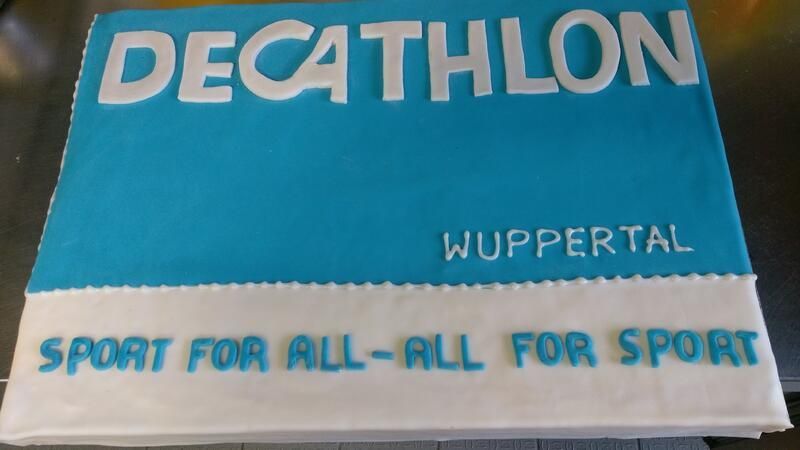 DECATHLON
WUPPERTAL
SPORT FOR ALL-ALL FOR SPORT